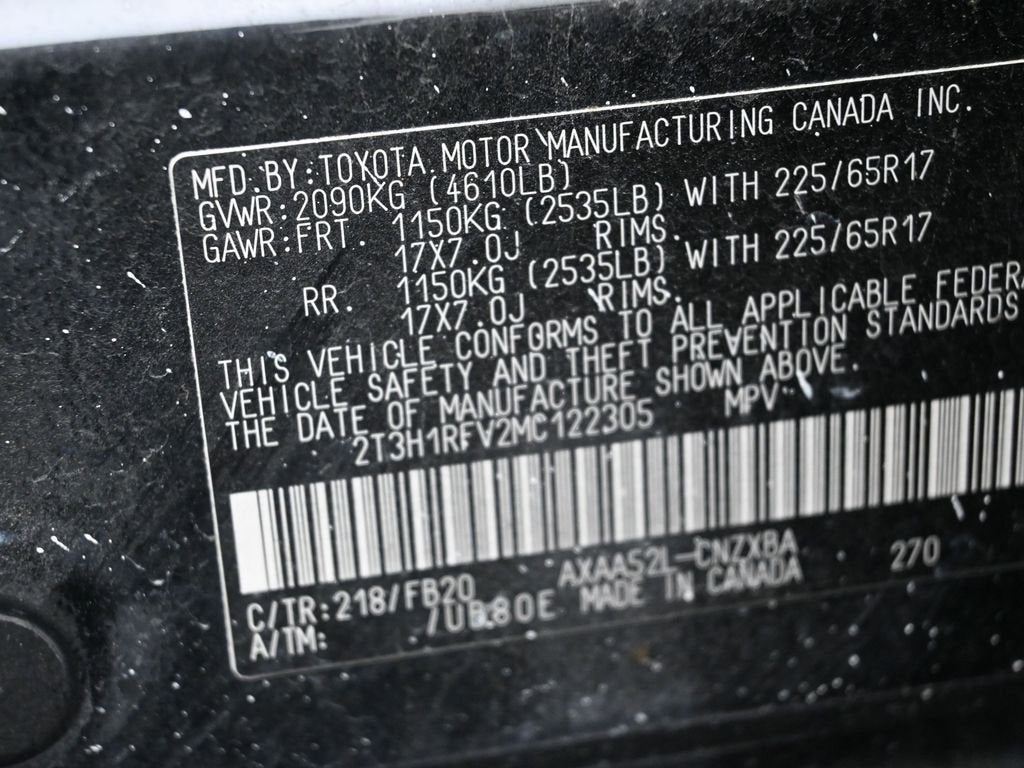 MFD.BY:TOYOTA MOTOR MANUFACTURING CANADA INC.
GVWR:2090KG (4610LB)
GAWR:FRT. 1150KG (2535LB) WITH 225/65R17
17X7.0J RIMS.
RR. 1150KG (2535LB) WITH 225/65R17
17X7.0J RIMS.
THIS VEHICLE CONFORMS TO ALL APPLICABLE FEDERA
VEHICLE SAFETY AND THEFT PREVENTION STANDARDS
THE DATE OF MANUFACTURE SHOWN ABOVE.
2T3H1RFV2MC122305 MPV
C/TR:218/FB20 AXAA52L-CNZXBA 270
A/TM: /UB80E MADE IN CANADA